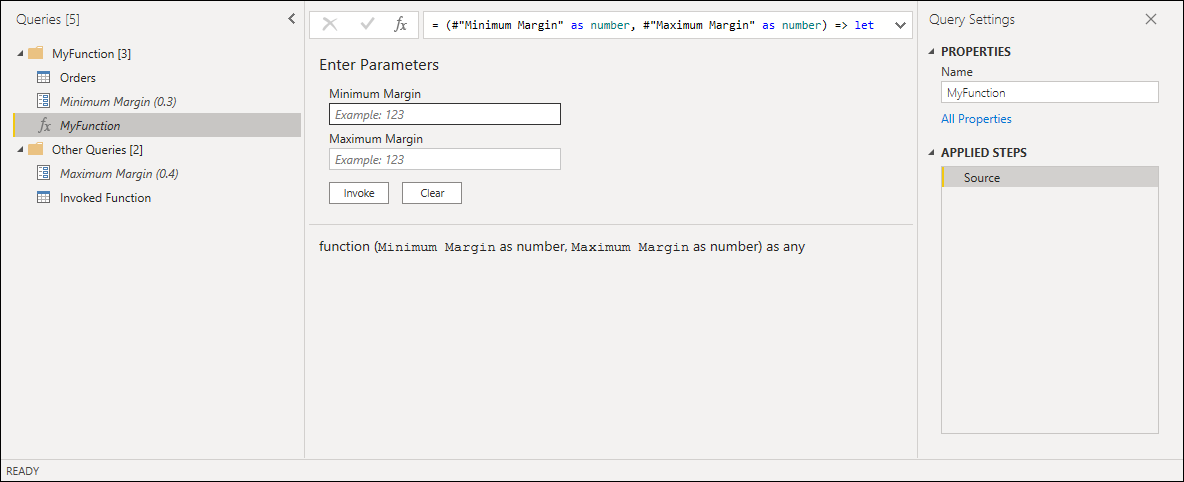 Queries [5]
MyFunction [3]
Orders
Minimum Margin (0.3)
fx MyFunction
Other Queries [2]
Maximum Margin (0.4)
Invoked Function
fx = (#"Minimum Margin" as number, #"Maximum Margin" as number) => let
Enter Parameters
Minimum Margin
Example: 123
Maximum Margin
Example: 123
Invoke Clear
function (Minimum Margin as number, Maximum Margin as number) as any
Query Settings
PROPERTIES
Name
MyFunction
All Properties
APPLIED STEPS
Source
READY